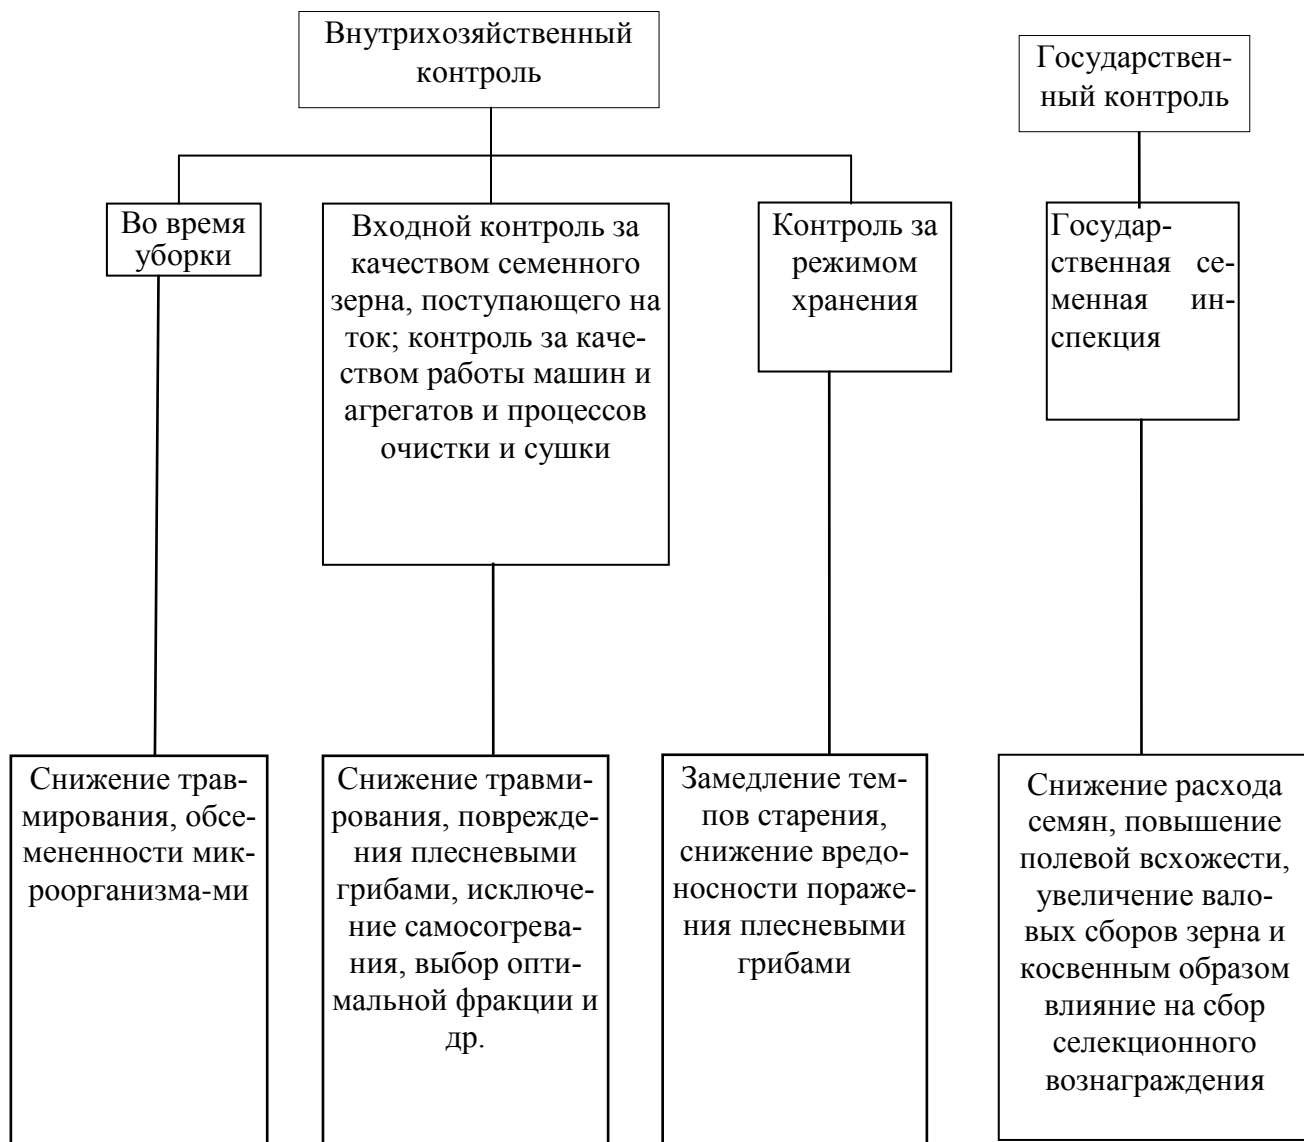 Внутрихозяйственный
контроль
Государствен-
ный контроль
Во время
уборки
Входной контроль за
качеством семенного
зерна, поступающего на
ток; контроль за каче-
ством работы машин и
агрегатов и процессов
очистки и сушки
Контроль за
режимом
хранения
Государ-
ственная се-
менная ин-
спекция
Снижение трав-
мирования, обсе-
мененности мик-
роорганизма-ми
Снижение травми-
рования, поврежде-
ния плесневыми
грибами, исключе-
ние самосогрева-
ния, выбор опти-
мальной фракции и
др.
Замедление тем-
пов старения,
снижение вредо-
носности пораже-
ния плесневыми
грибами
Снижение расхода
семян, повышение
полевой всхожести,
увеличение вало-
вых сборов зерна и
косвенным образом
влияние на сбор
селекционного
вознаграждения